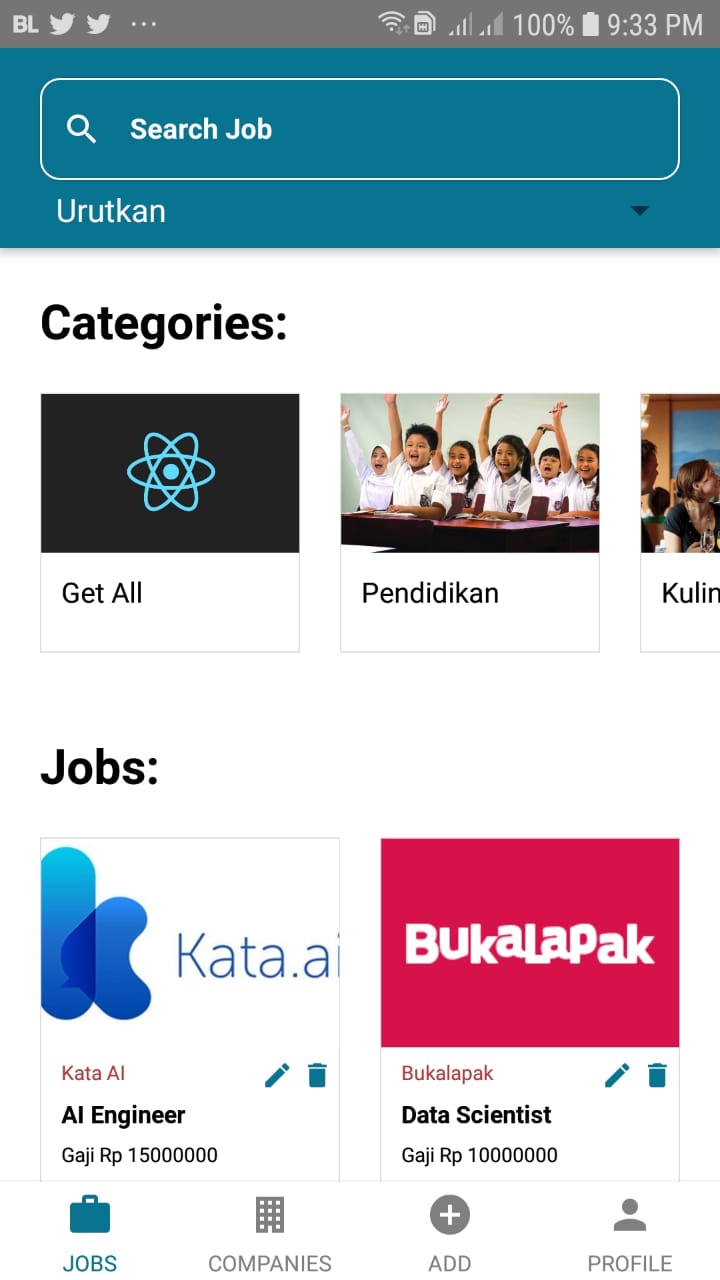 BL ... 100% 9:33 PM
Search Job
Urutkan
Categories:
Get All
Pendidikan
Kulin
Jobs:
Kata.ai
Bukalapak
Kata AI
Bukalapak
AI Engineer
Data Scientist
Gaji Rp 15000000
Gaji Rp 10000000
JOBS
COMPANIES
ADD
PROFILE